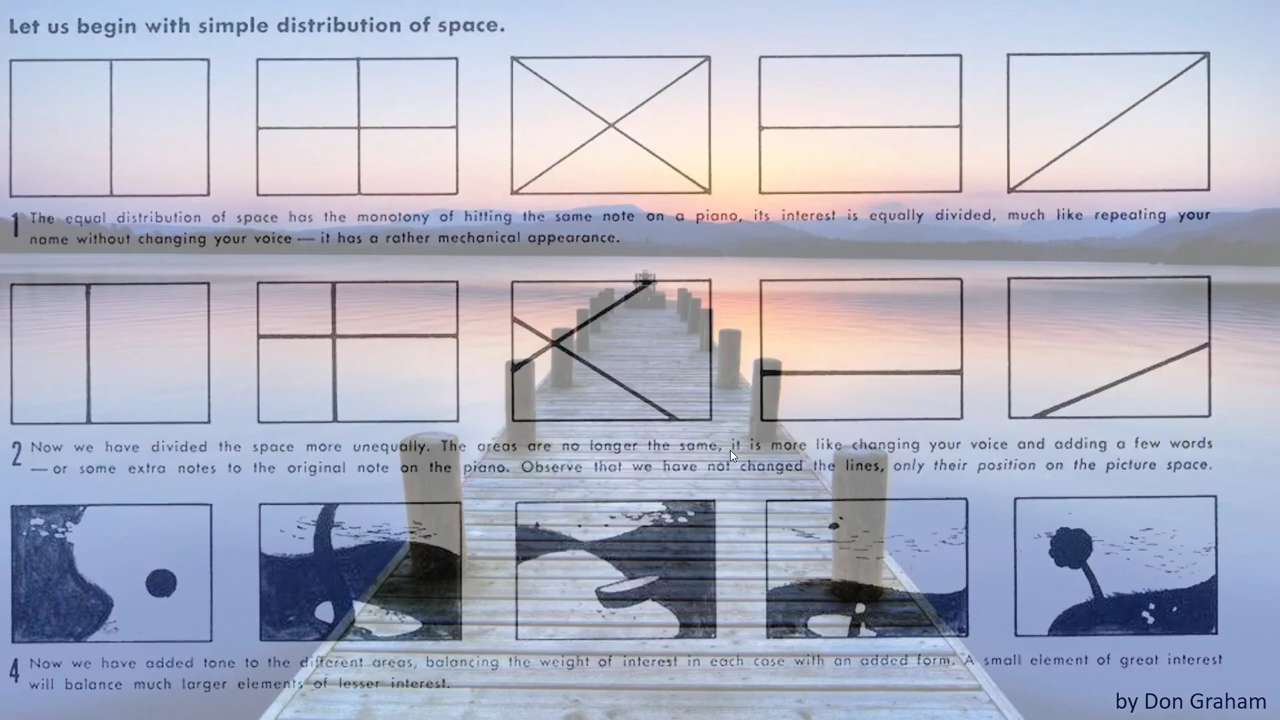 Let us begin with simple distribution of space.
1 The equal distribution of space has the monotony of hitting the same note on a piano, its interest is equally divided, much like repeating your
name without changing your voice — it has a rather mechanical appearance.
2 Now we have divided the space more unequally. The areas are no longer the same, it is more like changing your voice and adding a few words
— or some extra notes to the original note on the piano. Observe that we have not changed the lines, only their position on the picture space.
4 Now we have added tone to the different areas, balancing the weight of interest in each case with an added form. A small element of great interest
will balance much larger elements of lesser interest.
by Don Graham